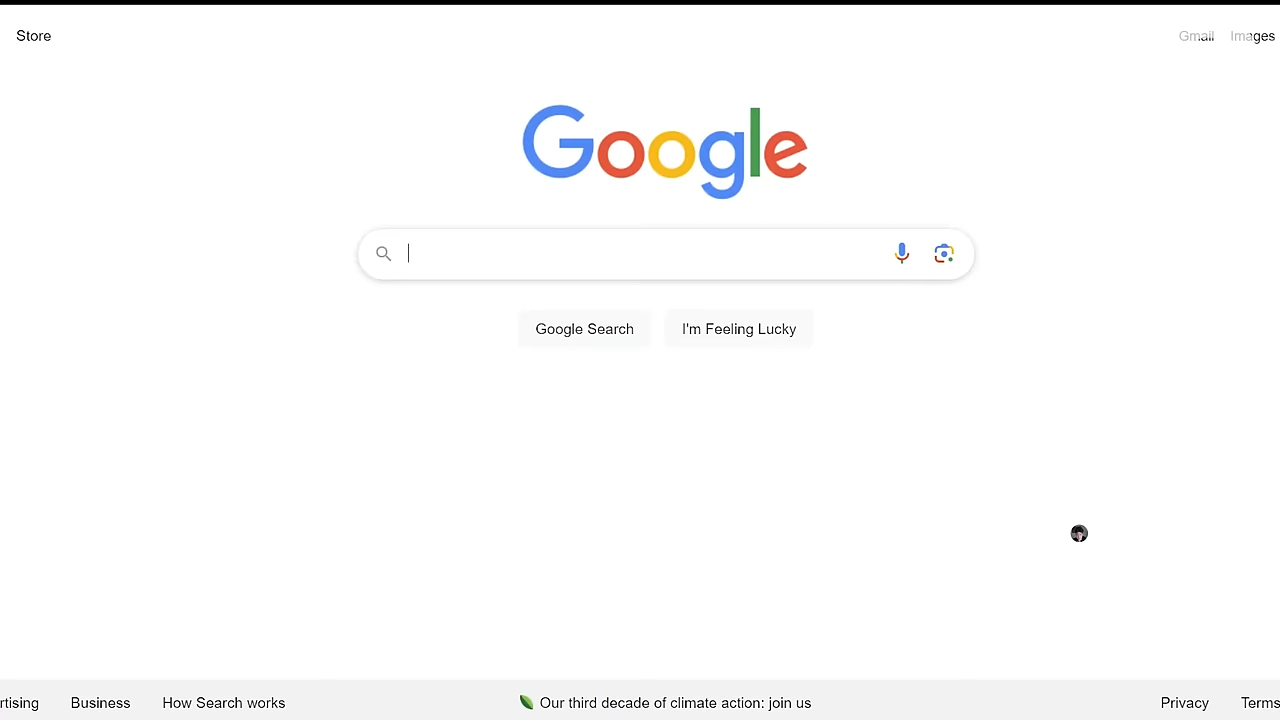 Store
Gmail Images
Google
Google Search I'm Feeling Lucky
rtising Business How Search works Our third decade of climate action: join us Privacy Terms